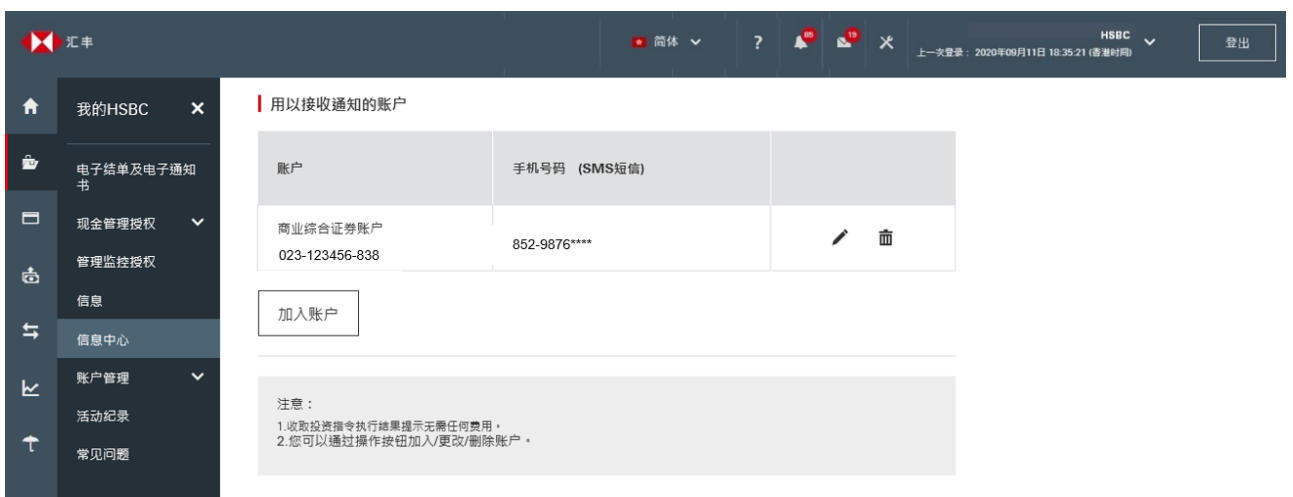 汇丰
简体
?
85
19
HSBC
上一次登录: 2020年09月11日 18:35:21 (香港时间)
登出
我的HSBC
电子结单及电子通知
书
现金管理授权
管理监控授权
信息
信息中心
账户管理
活动纪录
常见问题
用以接收通知的账户
账户
手机号码 (SMS短信)
商业综合证券账户
023-123456-838
852-9876****
加入账户
注意：
1.收取投资指令执行结果提示无需任何费用，
2.您可以通过操作按钮加入/更改/删除账户。